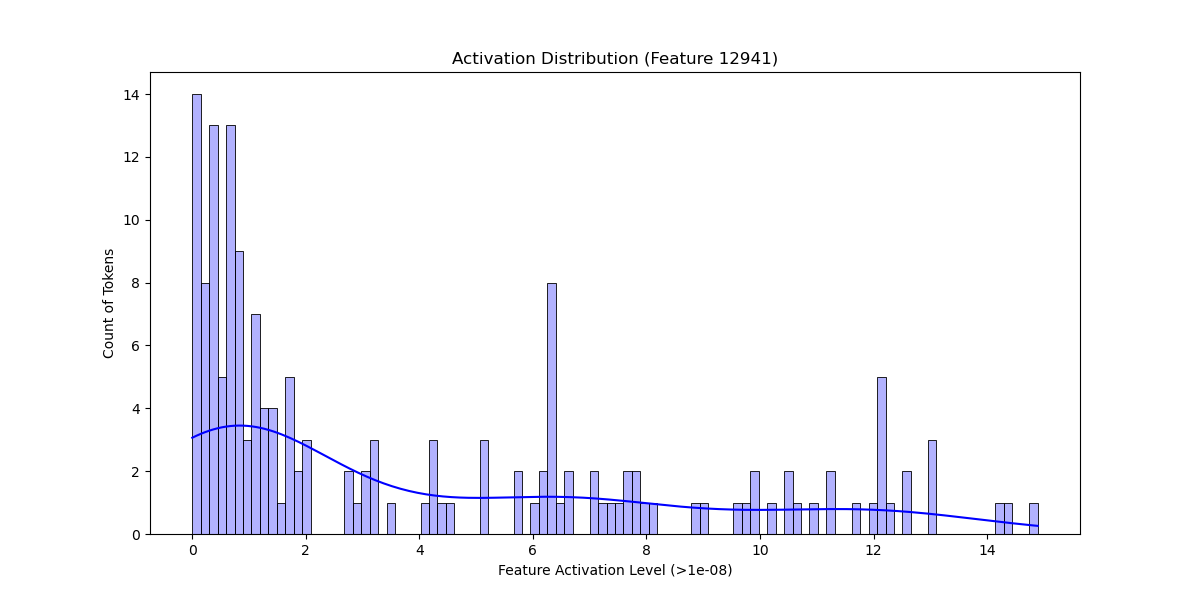 Activation Distribution (Feature 12941)
14
12
10
8
6
4
2
0
Count of Tokens
0 2 4 6 8 10 12 14
Feature Activation Level (>1e-08)